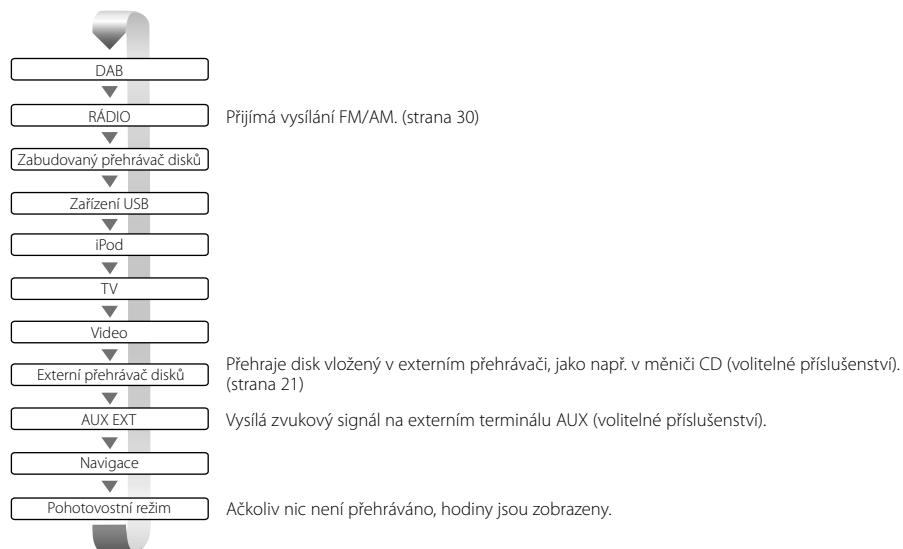 DAB
RÁDIO
Přijímá vysílání FM/AM. (strana 30)
Zabudovaný přehrávač disků
Zařízení USB
iPod
TV
Video
Externí přehrávač disků
Přehraje disk vložený v externím přehrávači, jako např. v měniči CD (volitelné příslušenství).
(strana 21)
AUX EXT
Vysílá zvukový signál na externím terminálu AUX (volitelné příslušenství).
Navigace
Pohotovostní režim
Ačkoliv nic není přehráváno, hodiny jsou zobrazeny.